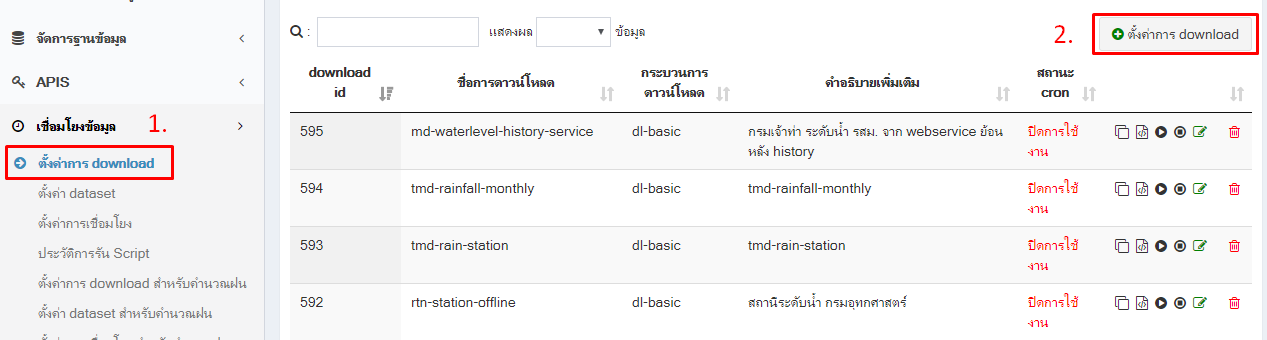 จัดการฐานข้อมูล
APIS
เชื่อมโยงข้อมูล
1.
ตั้งค่าการ download
ตั้งค่า dataset
ตั้งค่าการเชื่อมโยง
ประวัติการรัน Script
ตั้งค่าการ download สำหรับคำนวณฝน
ตั้งค่า dataset สำหรับคำนวณฝน
: แสดงผล ข้อมูล
2.
ตั้งค่าการ download
download id ชื่อการดาวน์โหลด กระบวนการดาวน์โหลด คำอธิบายเพิ่มเติม สถานะ cron
595 md-waterlevel-history-service dl-basic กรมเจ้าท่า ระดับน้ำ รสม. จาก webservice ย้อน ปิดการใช้
หลัง history งาน
594 tmd-rainfall-monthly dl-basic tmd-rainfall-monthly ปิดการใช้
งาน
593 tmd-rain-station dl-basic tmd-rain-station ปิดการใช้
งาน
592 rtn-station-offline dl-basic สถานีระดับน้ำ กรมอุทกศาสตร์ ปิดการใช้
งาน